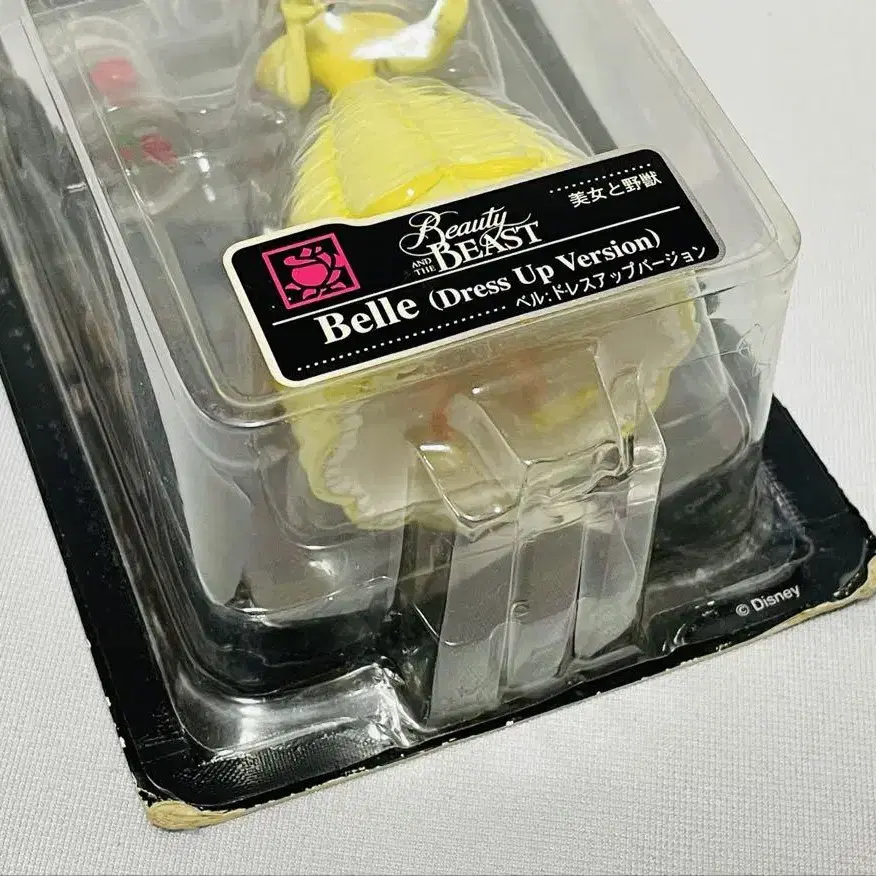 美女と野獣
Beauty
AND THE BEAST
Belle (Dress Up Version)
ベル:ドレスアップバージョン
© Disney